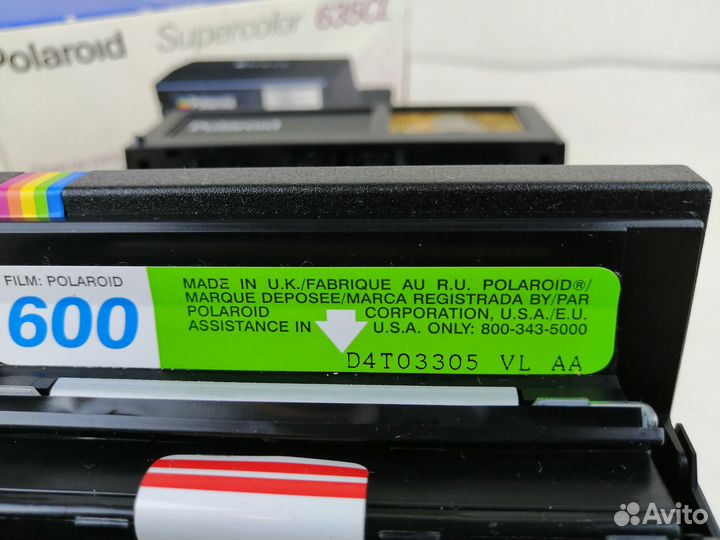 Polaroid Supercolor 635CL
Polaroid
FILM: POLAROID
600
MADE IN U.K./FABRIQUE AU R.U. POLAROID®/
MARQUE DEPOSEE/MARCA REGISTRADA BY/PAR
POLAROID CORPORATION, U.S.A./E.U.
ASSISTANCE IN U.S.A. ONLY: 800-343-5000
D4T03305 VL AA
Avito